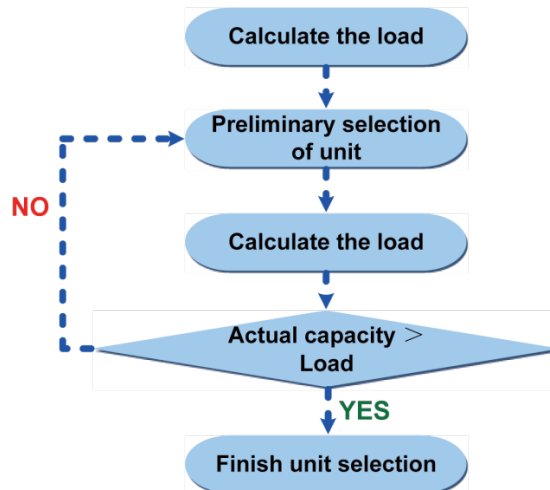 Calculate the load
Preliminary selection
of unit
NO
Calculate the load
Actual capacity >
Load
YES
Finish unit selection